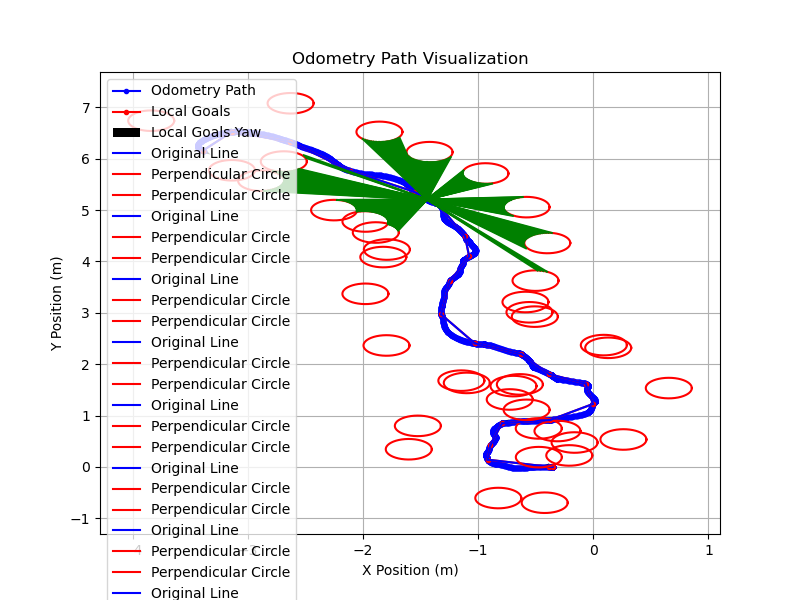 Odometry Path Visualization
Y Position (m)
7
6
5
4
3
2
1
0
−1
Odometry Path
Local Goals
Local Goals Yaw
Original Line
Perpendicular Circle
Perpendicular Circle
Original Line
Perpendicular Circle
Perpendicular Circle
Original Line
Perpendicular Circle
Perpendicular Circle
Original Line
Perpendicular Circle
Perpendicular Circle
Original Line
Perpendicular Circle
Perpendicular Circle
Original Line
Perpendicular Circle
Perpendicular Circle
Original Line
Perpendicular Circle
Perpendicular Circle
Original Line
−2
−1
0
1
X Position (m)